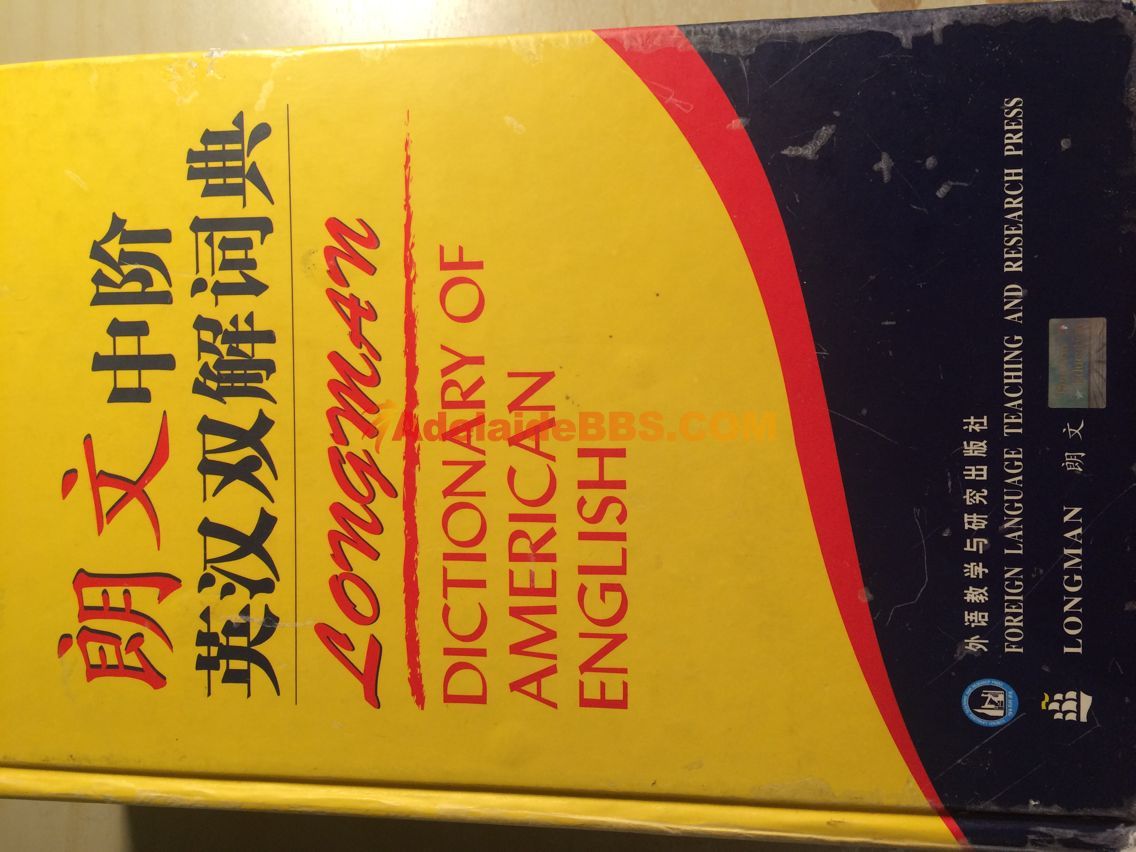 朗文中阶
英汉双解词典
LONGMAN
DICTIONARY OF
AMERICAN
ENGLISH
AdelaideBBS.COM
外语教学与研究出版社
FOREIGN LANGUAGE TEACHING AND RESEARCH PRESS
LONGMAN 朗文